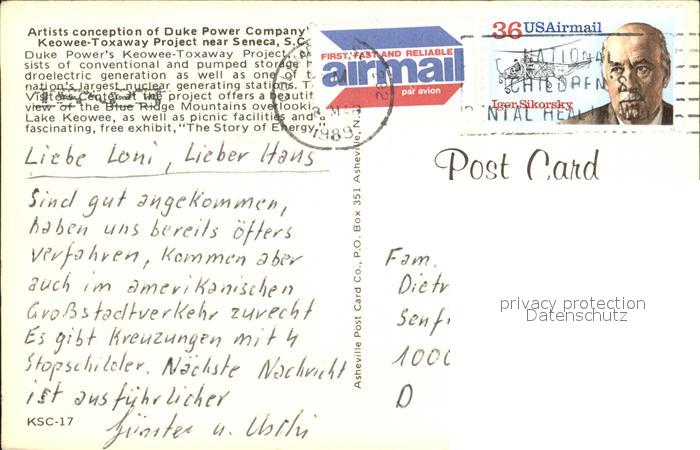 Artists conception of Duke Power Company'
Keowee-Toxaway Project near Seneca, S.C.
Duke Power's Keowee-Toxaway Project
sists of conventional and pumped storage
droelectric generation as well as one
nation's largest nuclear generating stations. T
Visitors Center at the project offers a beautif
view of the Blue Ridge Mountains overlooki
Lake Keowee, as well as picnic facilities and
fascinating, free exhibit, "The Story of Energy
FIRST, FAST AND RELIABLE
airmail
par avion
36 USAirmail
Igor Sikorsky
NATIONAL
CHILDREN
NTAL HEAL
1989
Post Card
Liebe Loni, Lieber Hans
Sind gut angekommen,
haben uns bereits öfters
verfahren, kommen aber
auch im amerikanischen
Großstadtverkehr zurecht
Es gibt Kreuzungen mit 4
Stopschilder. Nächste Nachricht
ist ausführlicher
Günter u. Uschi
KSC-17
Asheville Post Card Co., P.O. Box 351 Asheville, N.
Fam.
Dietr
Senf
1000
D
privacy protection
Datenschutz